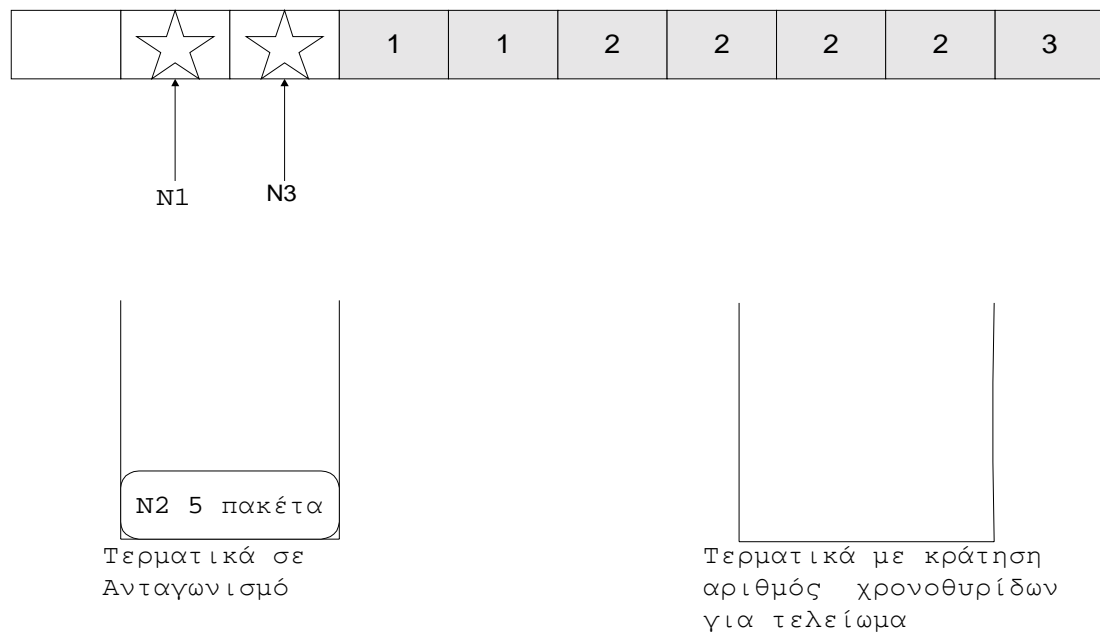 1 1 2 2 2 2 3
N1 N3
N2 5 πακέτα
Τερματικά σε
Ανταγωνισμό
Τερματικά με κράτηση
αριθμός χρονοθυρίδων
για τελείωμα